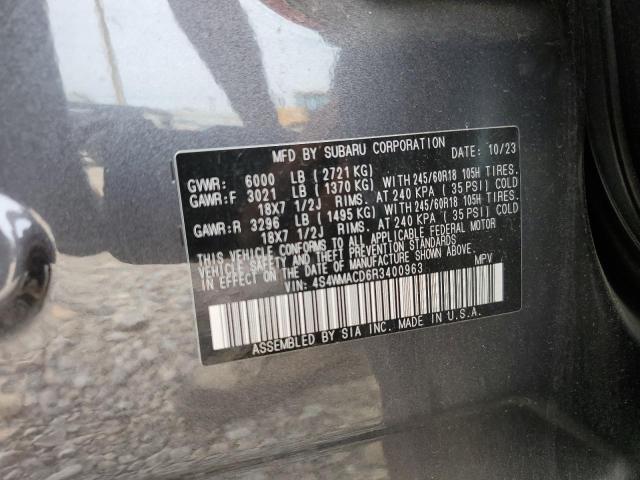 MFD BY SUBARU CORPORATION DATE: 10/23
GVWR: 6000 LB (2721 KG)
GAWR:F 3021 LB (1370 KG) WITH 245/60R18 105H TIRES.
18X7 1/2J RIMS. AT 240 KPA (35 PSI) COLD
GAWR:R 3296 LB (1495 KG) WITH 245/60R18 105H TIRES.
18X7 1/2J RIMS. AT 240 KPA (35 PSI) COLD
THIS VEHICLE CONFORMS TO ALL APPLICABLE FEDERAL MOTOR
VEHICLE SAFETY AND THEFT PREVENTION STANDARDS
IN EFFECT ON THE DATE OF MANUFACTURE SHOWN ABOVE.
VIN: 4S4WMACD6R3400963 MPV
ASSEMBLED BY SIA INC. MADE IN U.S.A.